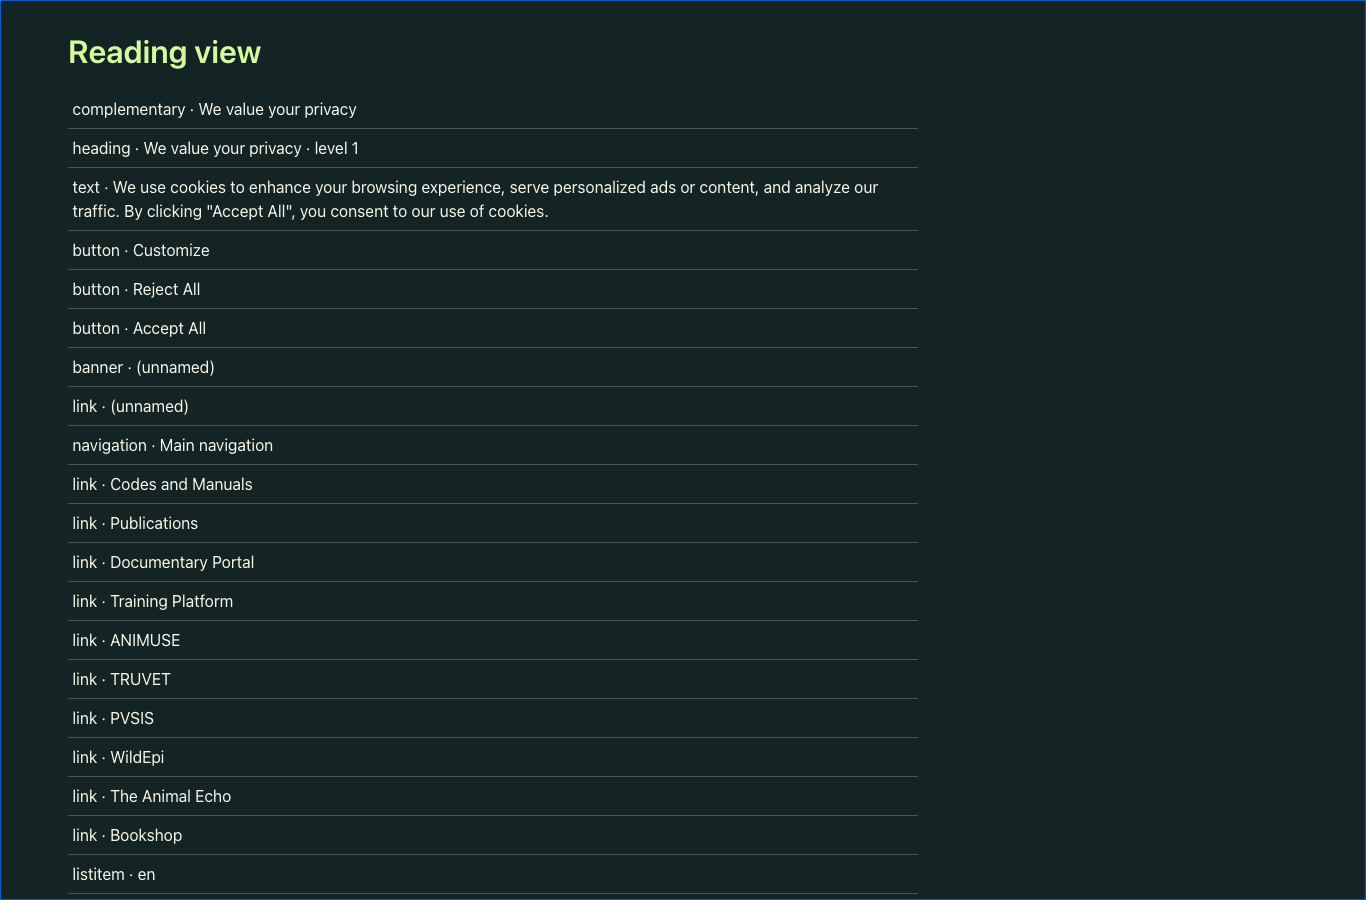 Reading view
complementary · We value your privacy
heading · We value your privacy · level 1
text · We use cookies to enhance your browsing experience, serve personalized ads or content, and analyze our
traffic. By clicking "Accept All", you consent to our use of cookies.
button · Customize
button · Reject All
button · Accept All
banner · (unnamed)
link · (unnamed)
navigation · Main navigation
link · Codes and Manuals
link · Publications
link · Documentary Portal
link · Training Platform
link · ANIMUSE
link · TRUVET
link · PVSIS
link · WildEpi
link · The Animal Echo
link · Bookshop
listitem · en